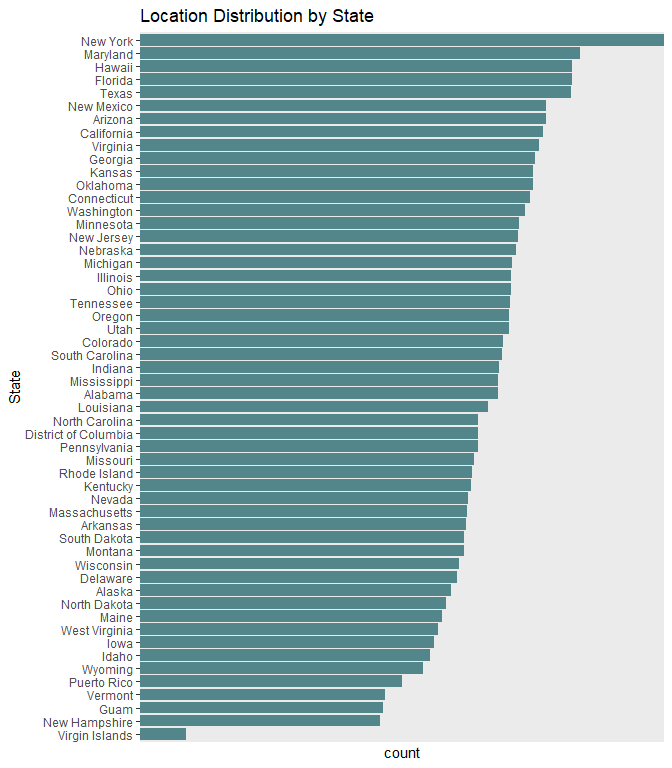 Location Distribution by State
New York
Maryland
Hawaii
Florida
Texas
New Mexico
Arizona
California
Virginia
Georgia
Kansas
Oklahoma
Connecticut
Washington
Minnesota
New Jersey
Nebraska
Michigan
Illinois
Ohio
Tennessee
Oregon
Utah
Colorado
South Carolina
Indiana
Mississippi
Alabama
Louisiana
North Carolina
District of Columbia
Pennsylvania
Missouri
Rhode Island
Kentucky
Nevada
Massachusetts
Arkansas
South Dakota
Montana
Wisconsin
Delaware
Alaska
North Dakota
Maine
West Virginia
Iowa
Idaho
Wyoming
Puerto Rico
Vermont
Guam
New Hampshire
Virgin Islands
State
count